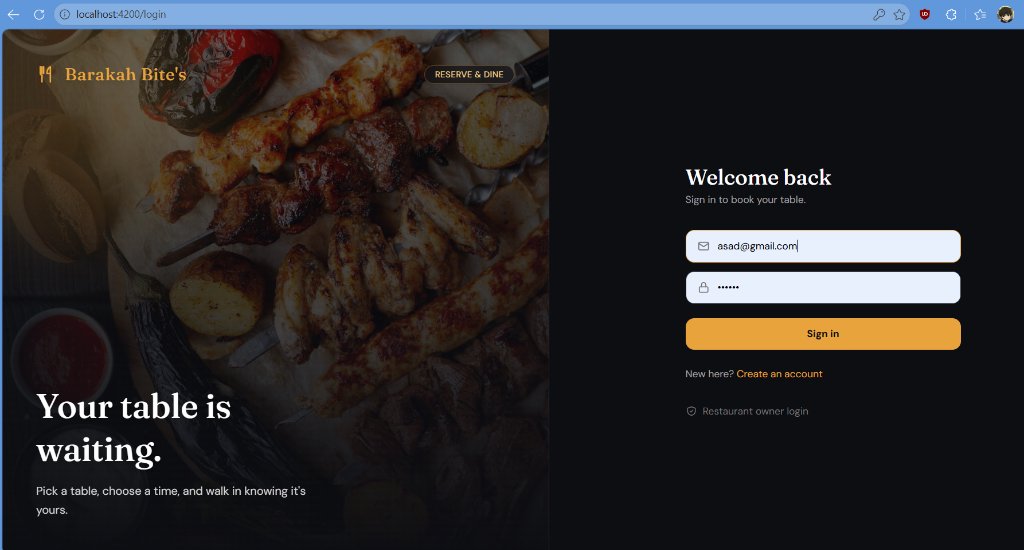 localhost:4200/login
Barakah Bite's
RESERVE & DINE
Your table is
waiting.
Pick a table, choose a time, and walk in knowing it's
yours.
Welcome back
Sign in to book your table.
asad@gmail.com
••••••
Sign in
New here? Create an account
Restaurant owner login